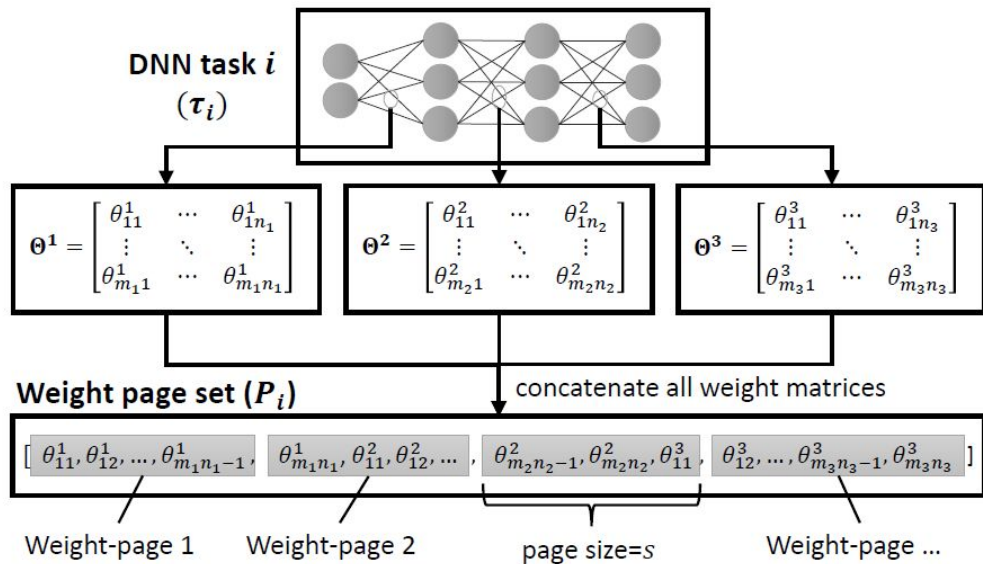 DNN task i
(τᵢ)
Θ¹ = [θ¹₁₁ ⋯ θ¹₁ₙ₁
⋮ ⋱ ⋮
θ¹ₘ₁₁ ⋯ θ¹ₘ₁ₙ₁]
Θ² = [θ²₁₁ ⋯ θ²₁ₙ₂
⋮ ⋱ ⋮
θ²ₘ₂₁ ⋯ θ²ₘ₂ₙ₂]
Θ³ = [θ³₁₁ ⋯ θ³₁ₙ₃
⋮ ⋱ ⋮
θ³ₘ₃₁ ⋯ θ³ₘ₃ₙ₃]
concatenate all weight matrices
Weight page set (Pᵢ)
[θ¹₁₁, θ¹₁₂, …, θ¹ₘ₁ₙ₁₋₁, θ¹ₘ₁ₙ₁, θ²₁₁, θ²₁₂, … , θ²ₘ₂ₙ₂₋₁, θ²ₘ₂ₙ₂, θ³₁₁, θ³₁₂, …, θ³ₘ₃ₙ₃₋₁, θ³ₘ₃ₙ₃ ]
Weight-page 1
Weight-page 2
page size=s
Weight-page ...